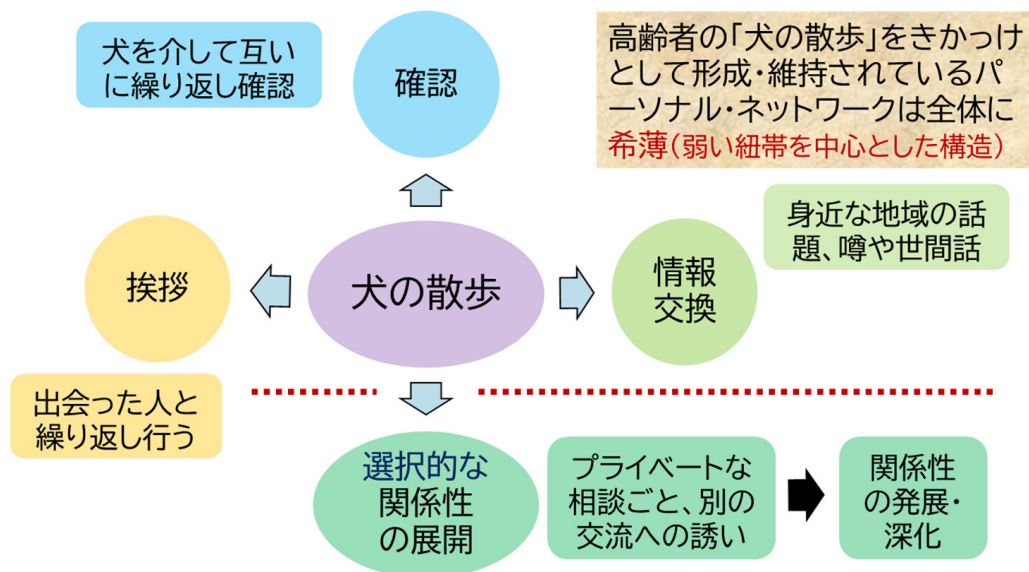 犬を介して互い
に繰り返し確認
確認
高齢者の「犬の散歩」をきかっけ
として形成・維持されているパ
ーソナル・ネットワークは全体に
希薄(弱い紐帯を中心とした構造)
身近な地域の話
題、噂や世間話
挨拶
犬の散歩
情報
交換
出会った人と
繰り返し行う
選択的な
関係性
の展開
プライベートな
相談ごと、別の
交流への誘い
関係性
の発展・
深化